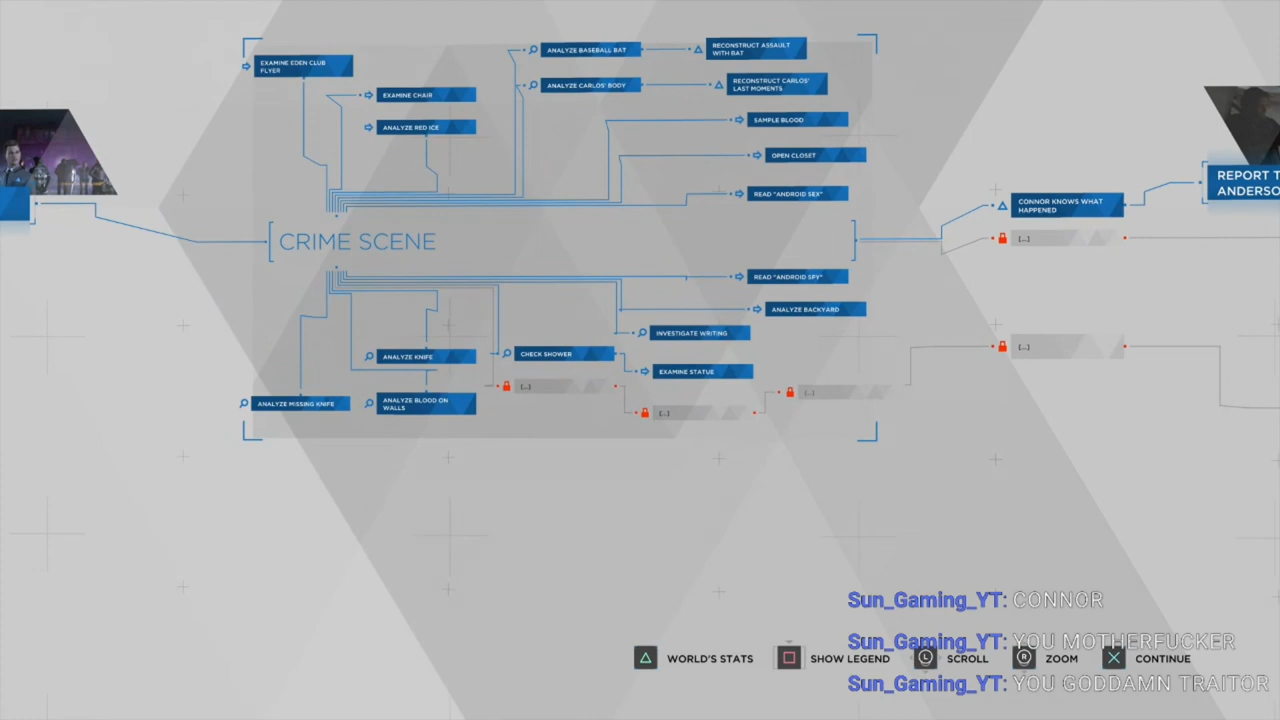 EXAMINE EDEN CLUB
FLYER
EXAMINE CHAIR
ANALYZE RED ICE
ANALYZE BASEBALL BAT
RECONSTRUCT ASSAULT
WITH BAT
ANALYZE CARLOS' BODY
RECONSTRUCT CARLOS'
LAST MOMENTS
SAMPLE BLOOD
OPEN CLOSET
READ "ANDROID SEX"
CRIME SCENE
CONNOR KNOWS WHAT
HAPPENED
[...]
REPORT T
ANDERSO
READ "ANDROID SPY"
ANALYZE BACKYARD
INVESTIGATE WRITING
CHECK SHOWER
EXAMINE STATUE
[...]
[...]
[...]
[...]
ANALYZE KNIFE
ANALYZE MISSING KNIFE
ANALYZE BLOOD ON
WALLS
Sun_Gaming_YT: CONNOR
Sun_Gaming_YT: YOU MOTHERFUCKER
WORLD'S STATS
SHOW LEGEND
L SCROLL
R ZOOM
CONTINUE
Sun_Gaming_YT: YOU GODDAMN TRAITOR